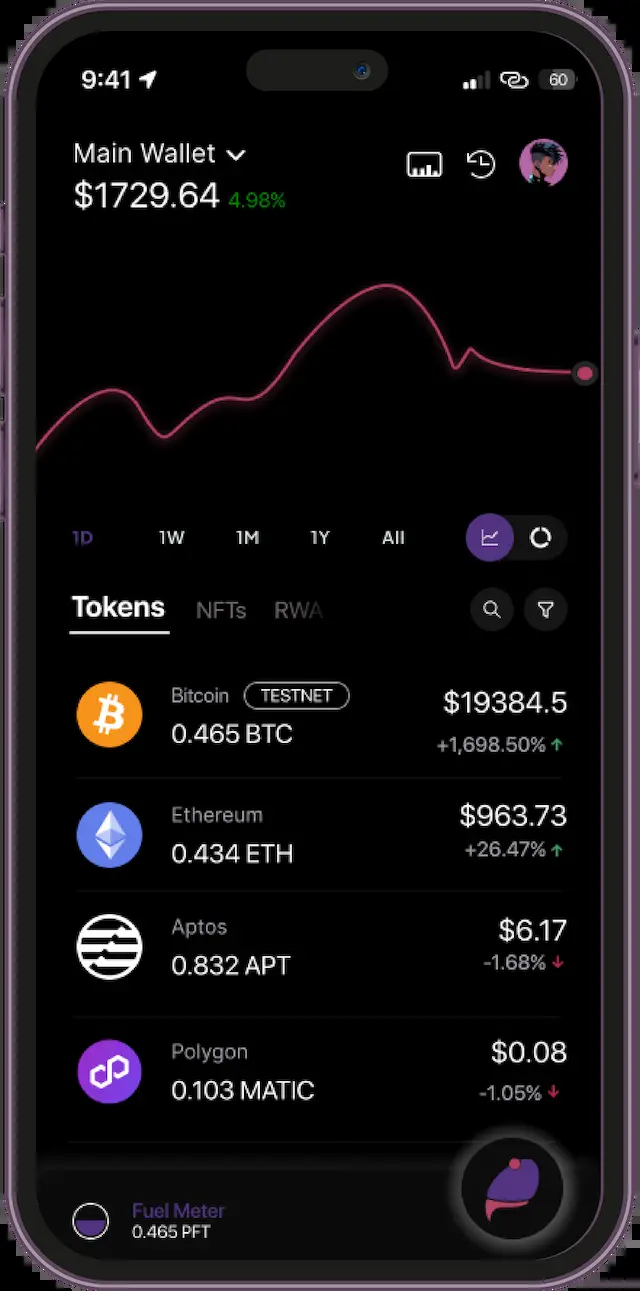 9:41
60
Main Wallet
$1729.64 4.98%
1D 1W 1M 1Y All
Tokens NFTs RWA
Bitcoin TESTNET
$19384.5
0.465 BTC
+1,698.50%
Ethereum
$963.73
0.434 ETH
+26.47%
Aptos
$6.17
0.832 APT
-1.68%
Polygon
$0.08
0.103 MATIC
-1.05%
Fuel Meter
0.465 PFT